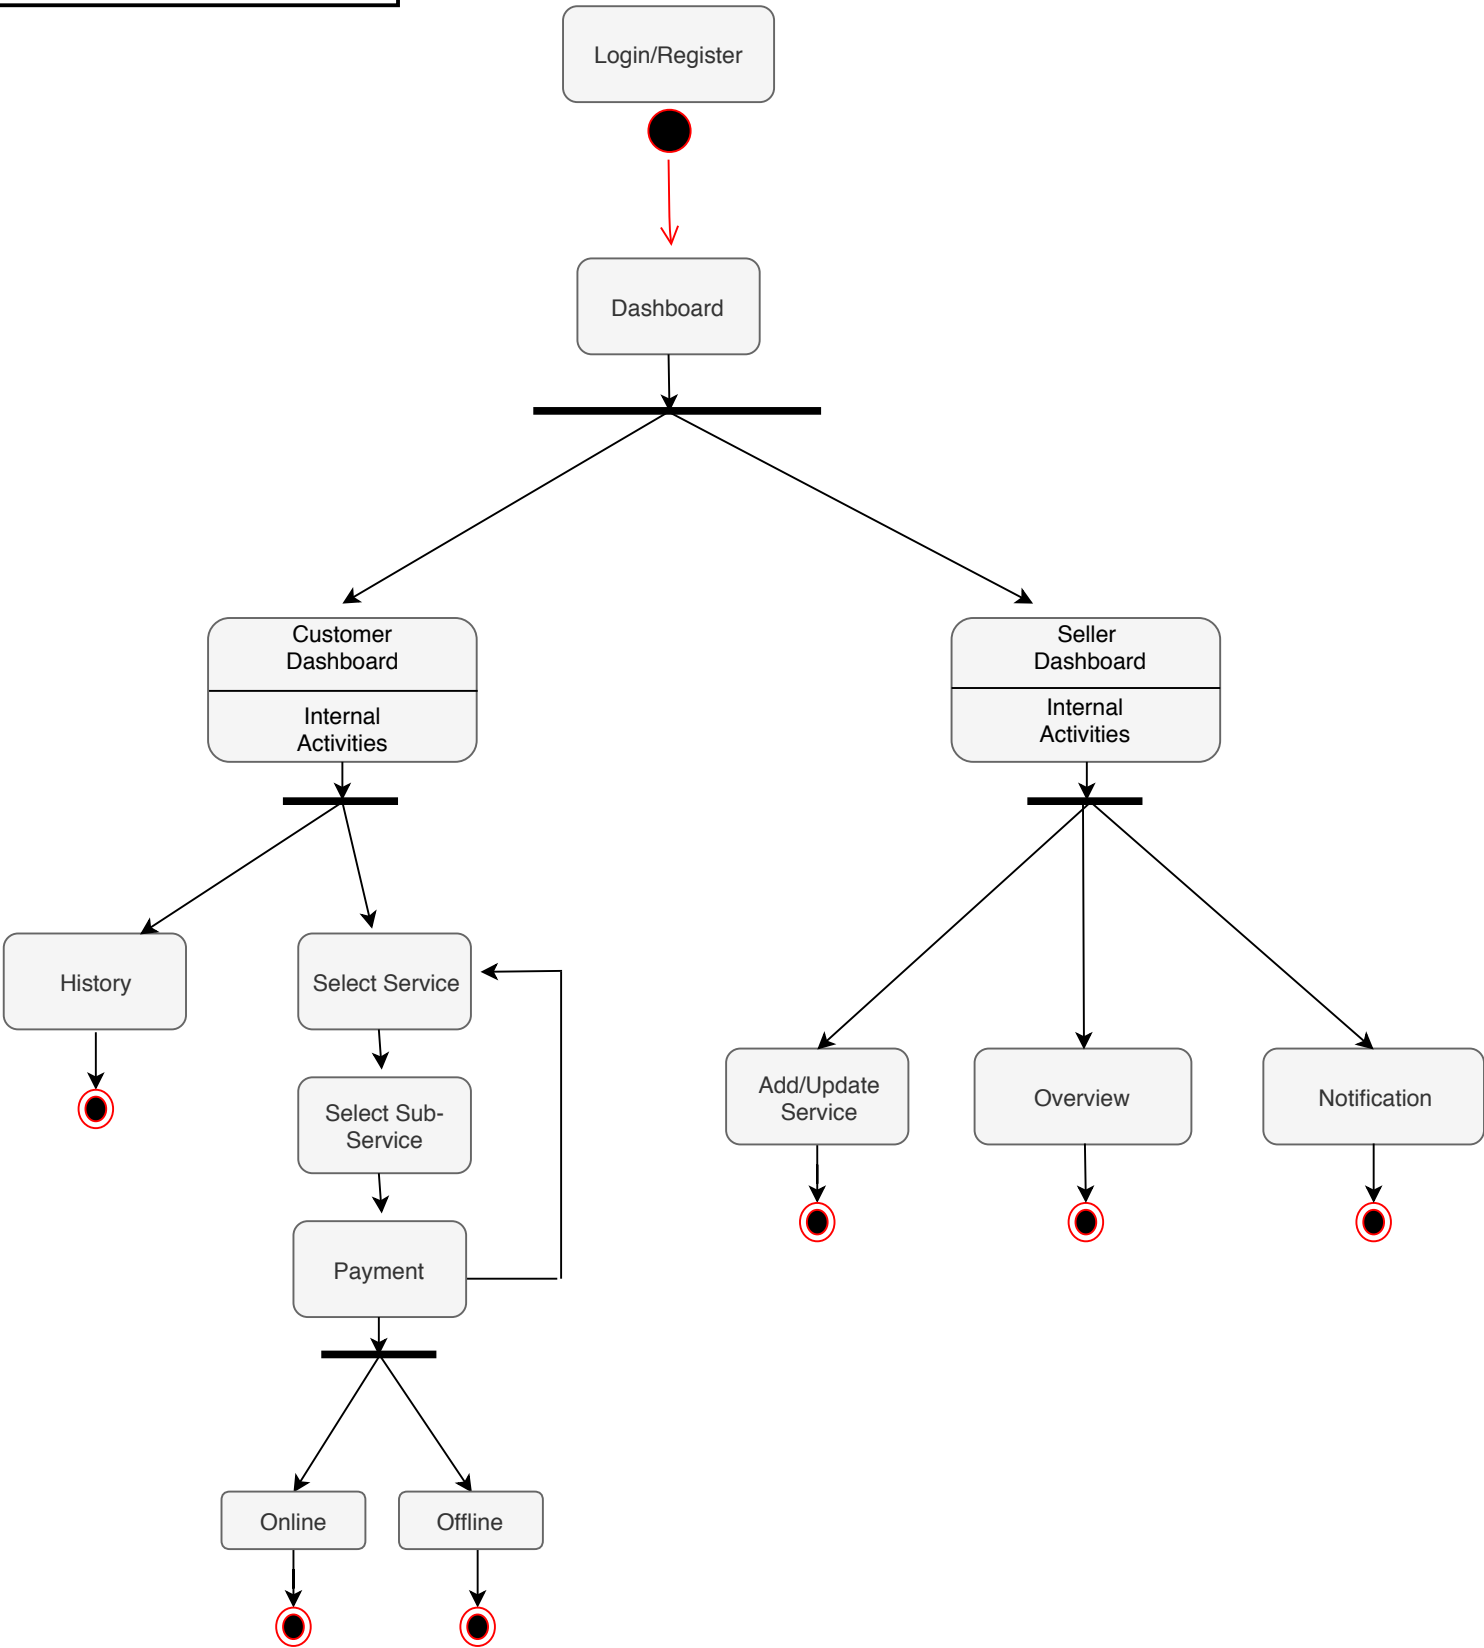 Login/Register
Dashboard
Customer
Dashboard
Internal
Activities
Seller
Dashboard
Internal
Activities
History
Select Service
Select Sub-
Service
Payment
Add/Update
Service
Overview
Notification
Online
Offline